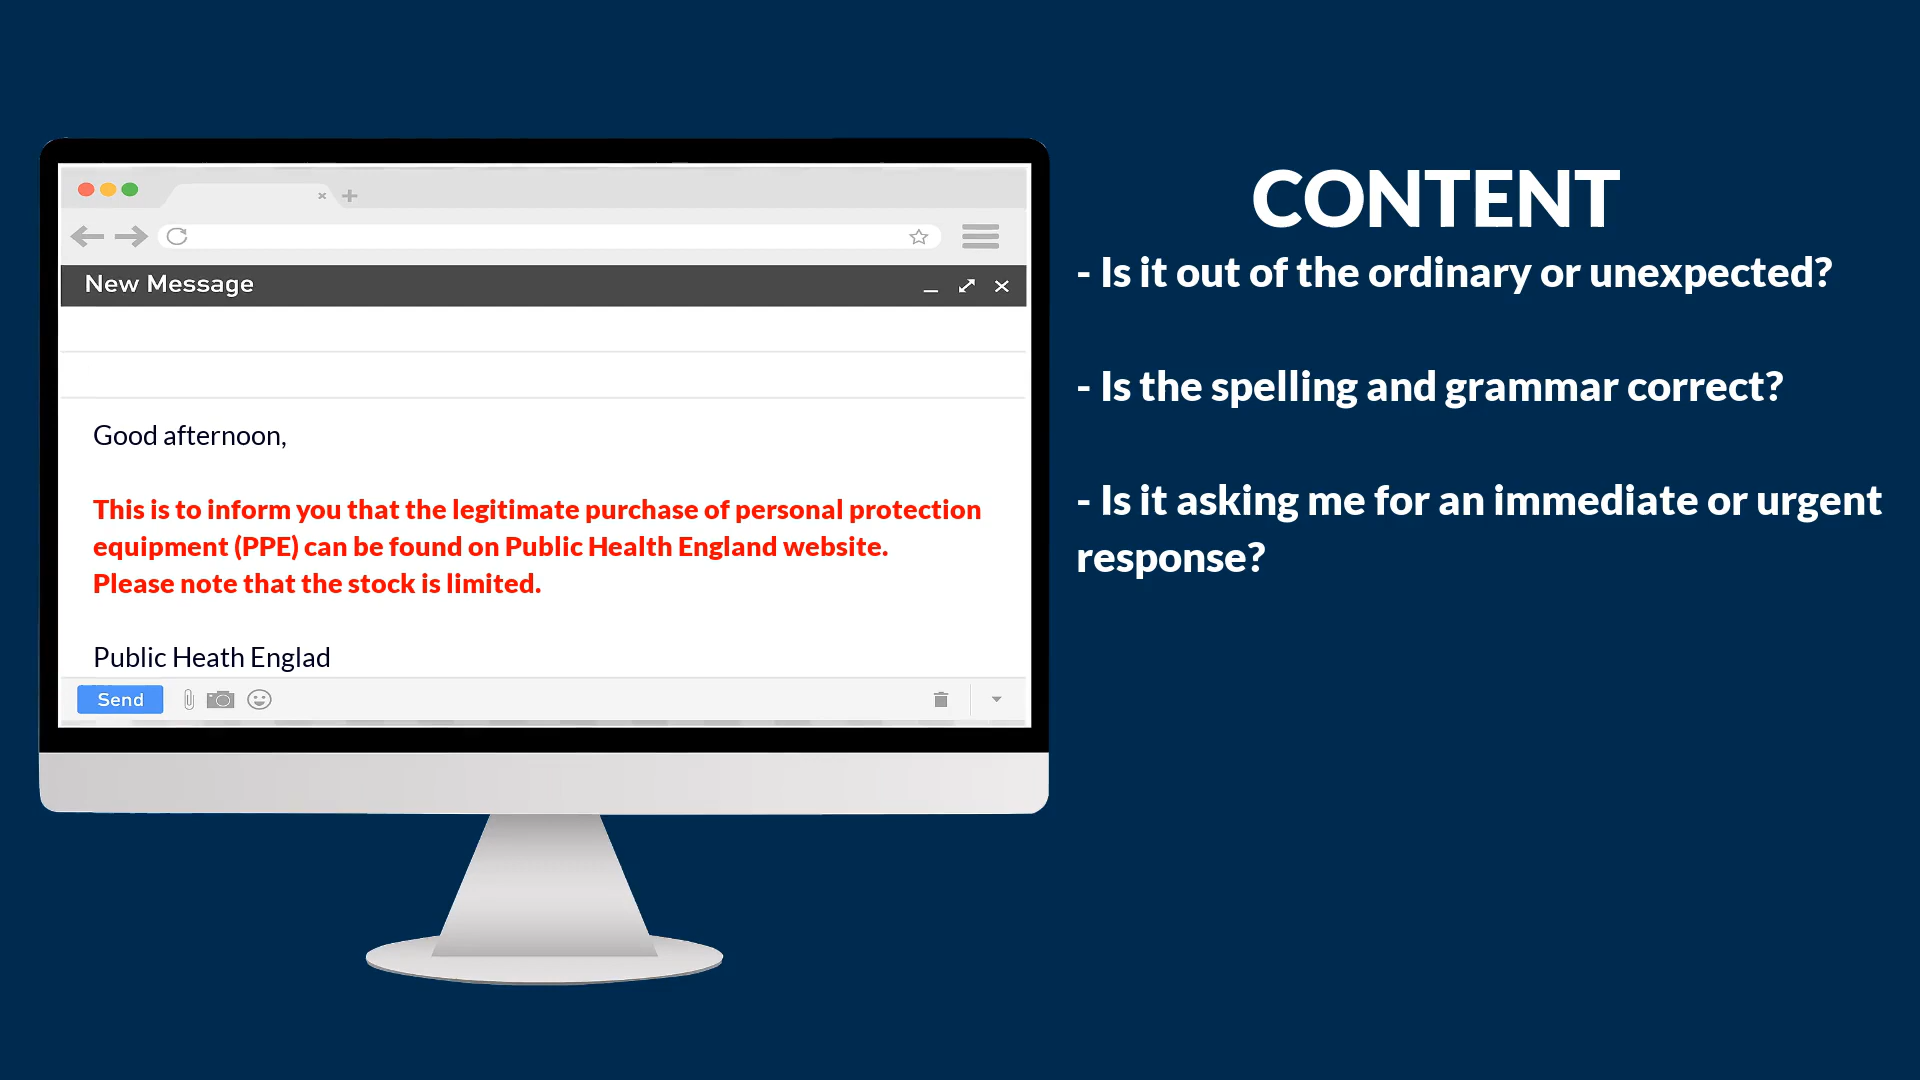 New Message
Good afternoon,
This is to inform you that the legitimate purchase of personal protection
equipment (PPE) can be found on Public Health England website.
Please note that the stock is limited.
Public Heath Englad
Send
CONTENT
- Is it out of the ordinary or unexpected?
- Is the spelling and grammar correct?
- Is it asking me for an immediate or urgent
response?